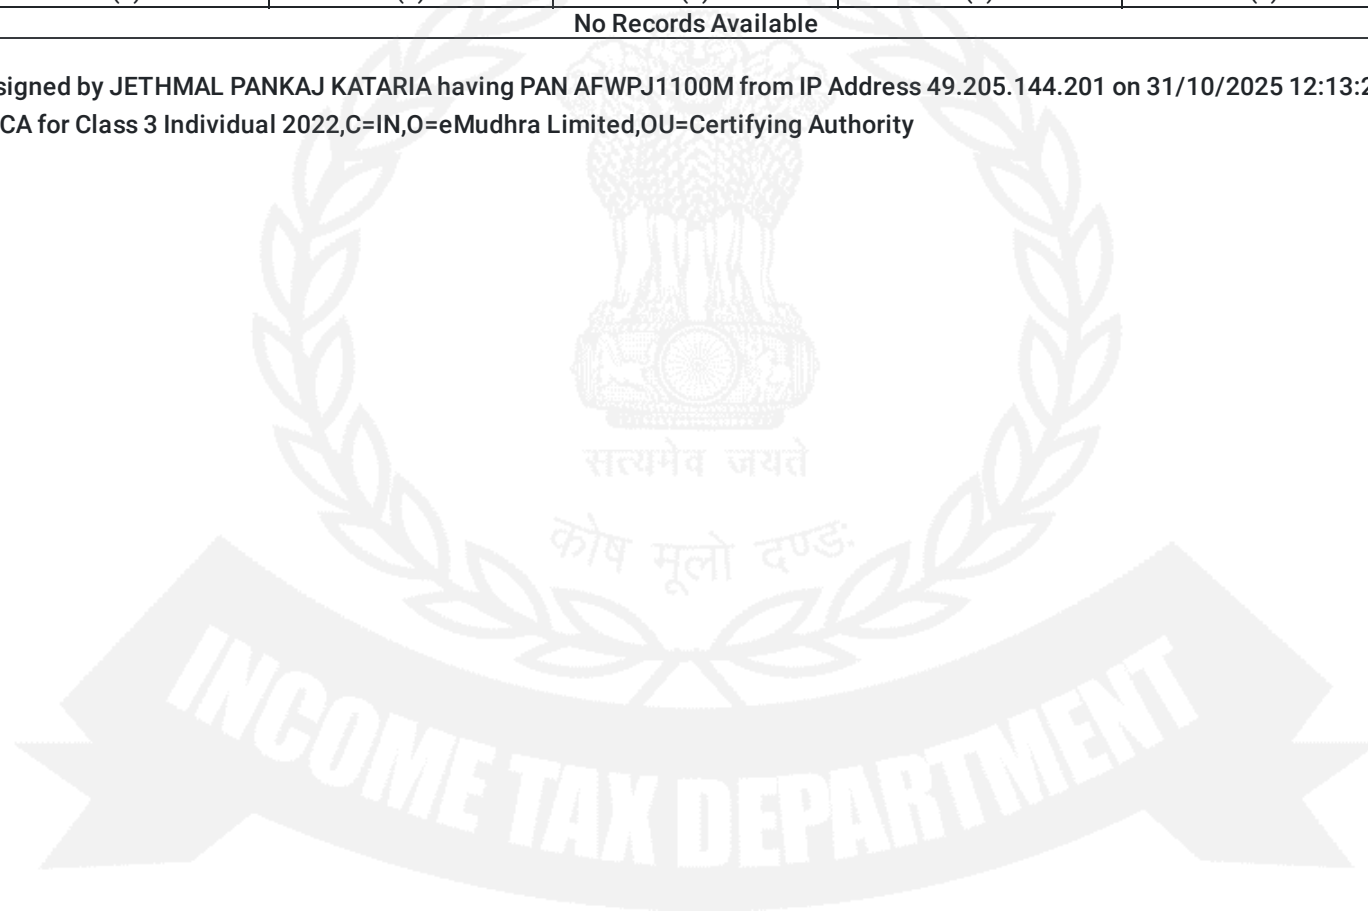 No Records Available
signed by JETHMAL PANKAJ KATARIA having PAN AFWPJ1100M from IP Address 49.205.144.201 on 31/10/2025 12:13:2
CA for Class 3 Individual 2022,C=IN,O=eMudhra Limited,OU=Certifying Authority
सत्यमेव जयते
कोष मूलो दण्डः
INCOME TAX DEPARTMENT